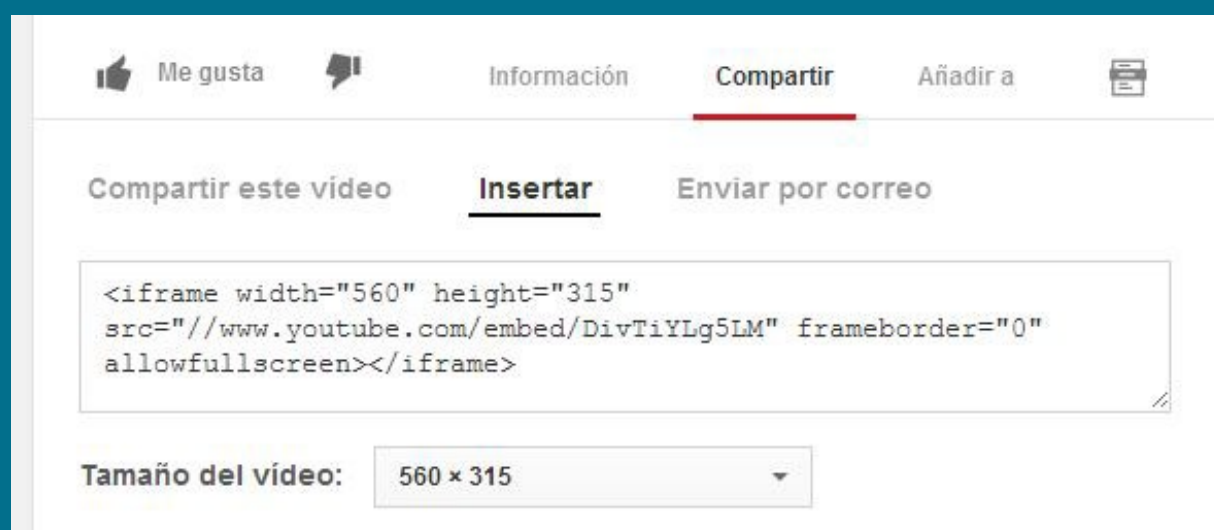 Me gusta Información Compartir Añadir a
Compartir este vídeo Insertar Enviar por correo
<iframe width="560" height="315"
src="//www.youtube.com/embed/DivTiYLg5LM" frameborder="0"
allowfullscreen></iframe>
Tamaño del vídeo: 560 × 315